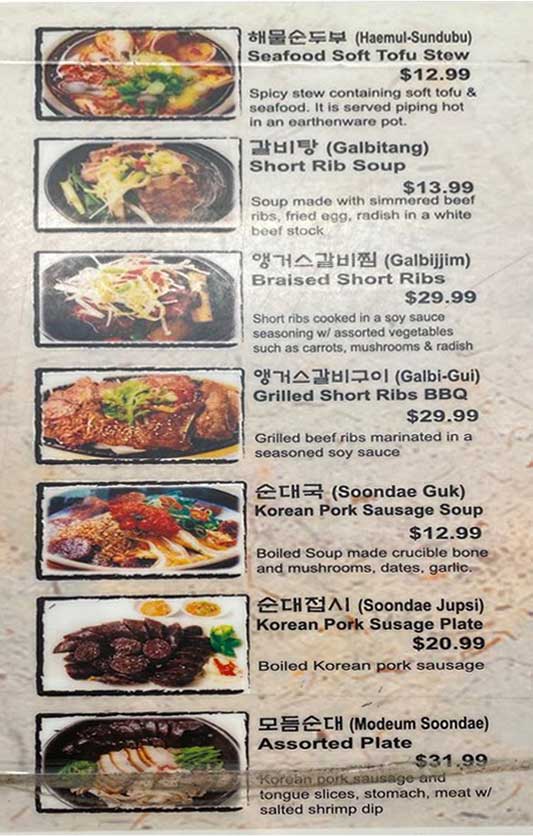 해물순두부 (Haemul-Sundubu)
Seafood Soft Tofu Stew
$12.99
Spicy stew containing soft tofu &
seafood. It is served piping hot
in an earthenware pot.
갈비탕 (Galbitang)
Short Rib Soup
$13.99
Soup made with simmered beef
ribs, fried egg, radish in a white
beef stock
앵거스갈비찜 (Galbijjim)
Braised Short Ribs
$29.99
Short ribs cooked in a soy sauce
seasoning w/ assorted vegetables
such as carrots, mushrooms & radish
앵거스갈비구이 (Galbi-Gui)
Grilled Short Ribs BBQ
$29.99
Grilled beef ribs marinated in a
seasoned soy sauce
순대국 (Soondae Guk)
Korean Pork Sausage Soup
$12.99
Boiled Soup made crucible bone
and mushrooms, dates, garlic.
순대접시 (Soondae Jupsi)
Korean Pork Susage Plate
$20.99
Boiled Korean pork sausage
모듬순대 (Modeum Soondae)
Assorted Plate
$31.99
Korean pork sausage and
tongue slices, stomach, meat w/
salted shrimp dip